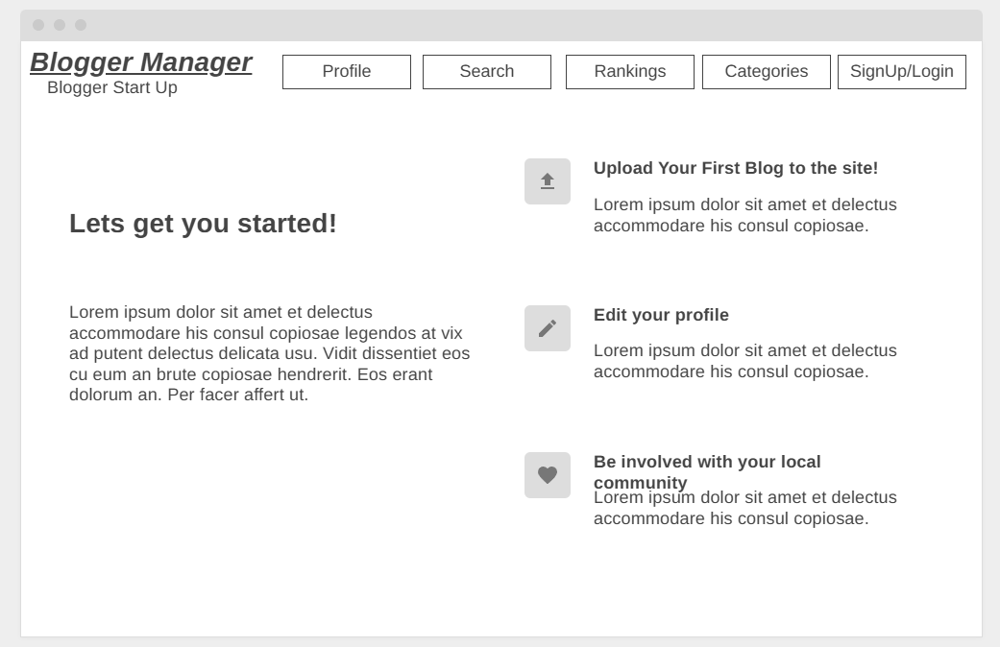 Blogger Manager
Blogger Start Up
Profile
Search
Rankings
Categories
SignUp/Login
Lets get you started!
Lorem ipsum dolor sit amet et delectus
accommodare his consul copiosae legendos at vix
ad putent delectus delicata usu. Vidit dissentiet eos
cu eum an brute copiosae hendrerit. Eos erant
dolorum an. Per facer affert ut.
Upload Your First Blog to the site!
Lorem ipsum dolor sit amet et delectus
accommodare his consul copiosae.
Edit your profile
Lorem ipsum dolor sit amet et delectus
accommodare his consul copiosae.
Be involved with your local
community
Lorem ipsum dolor sit amet et delectus
accommodare his consul copiosae.